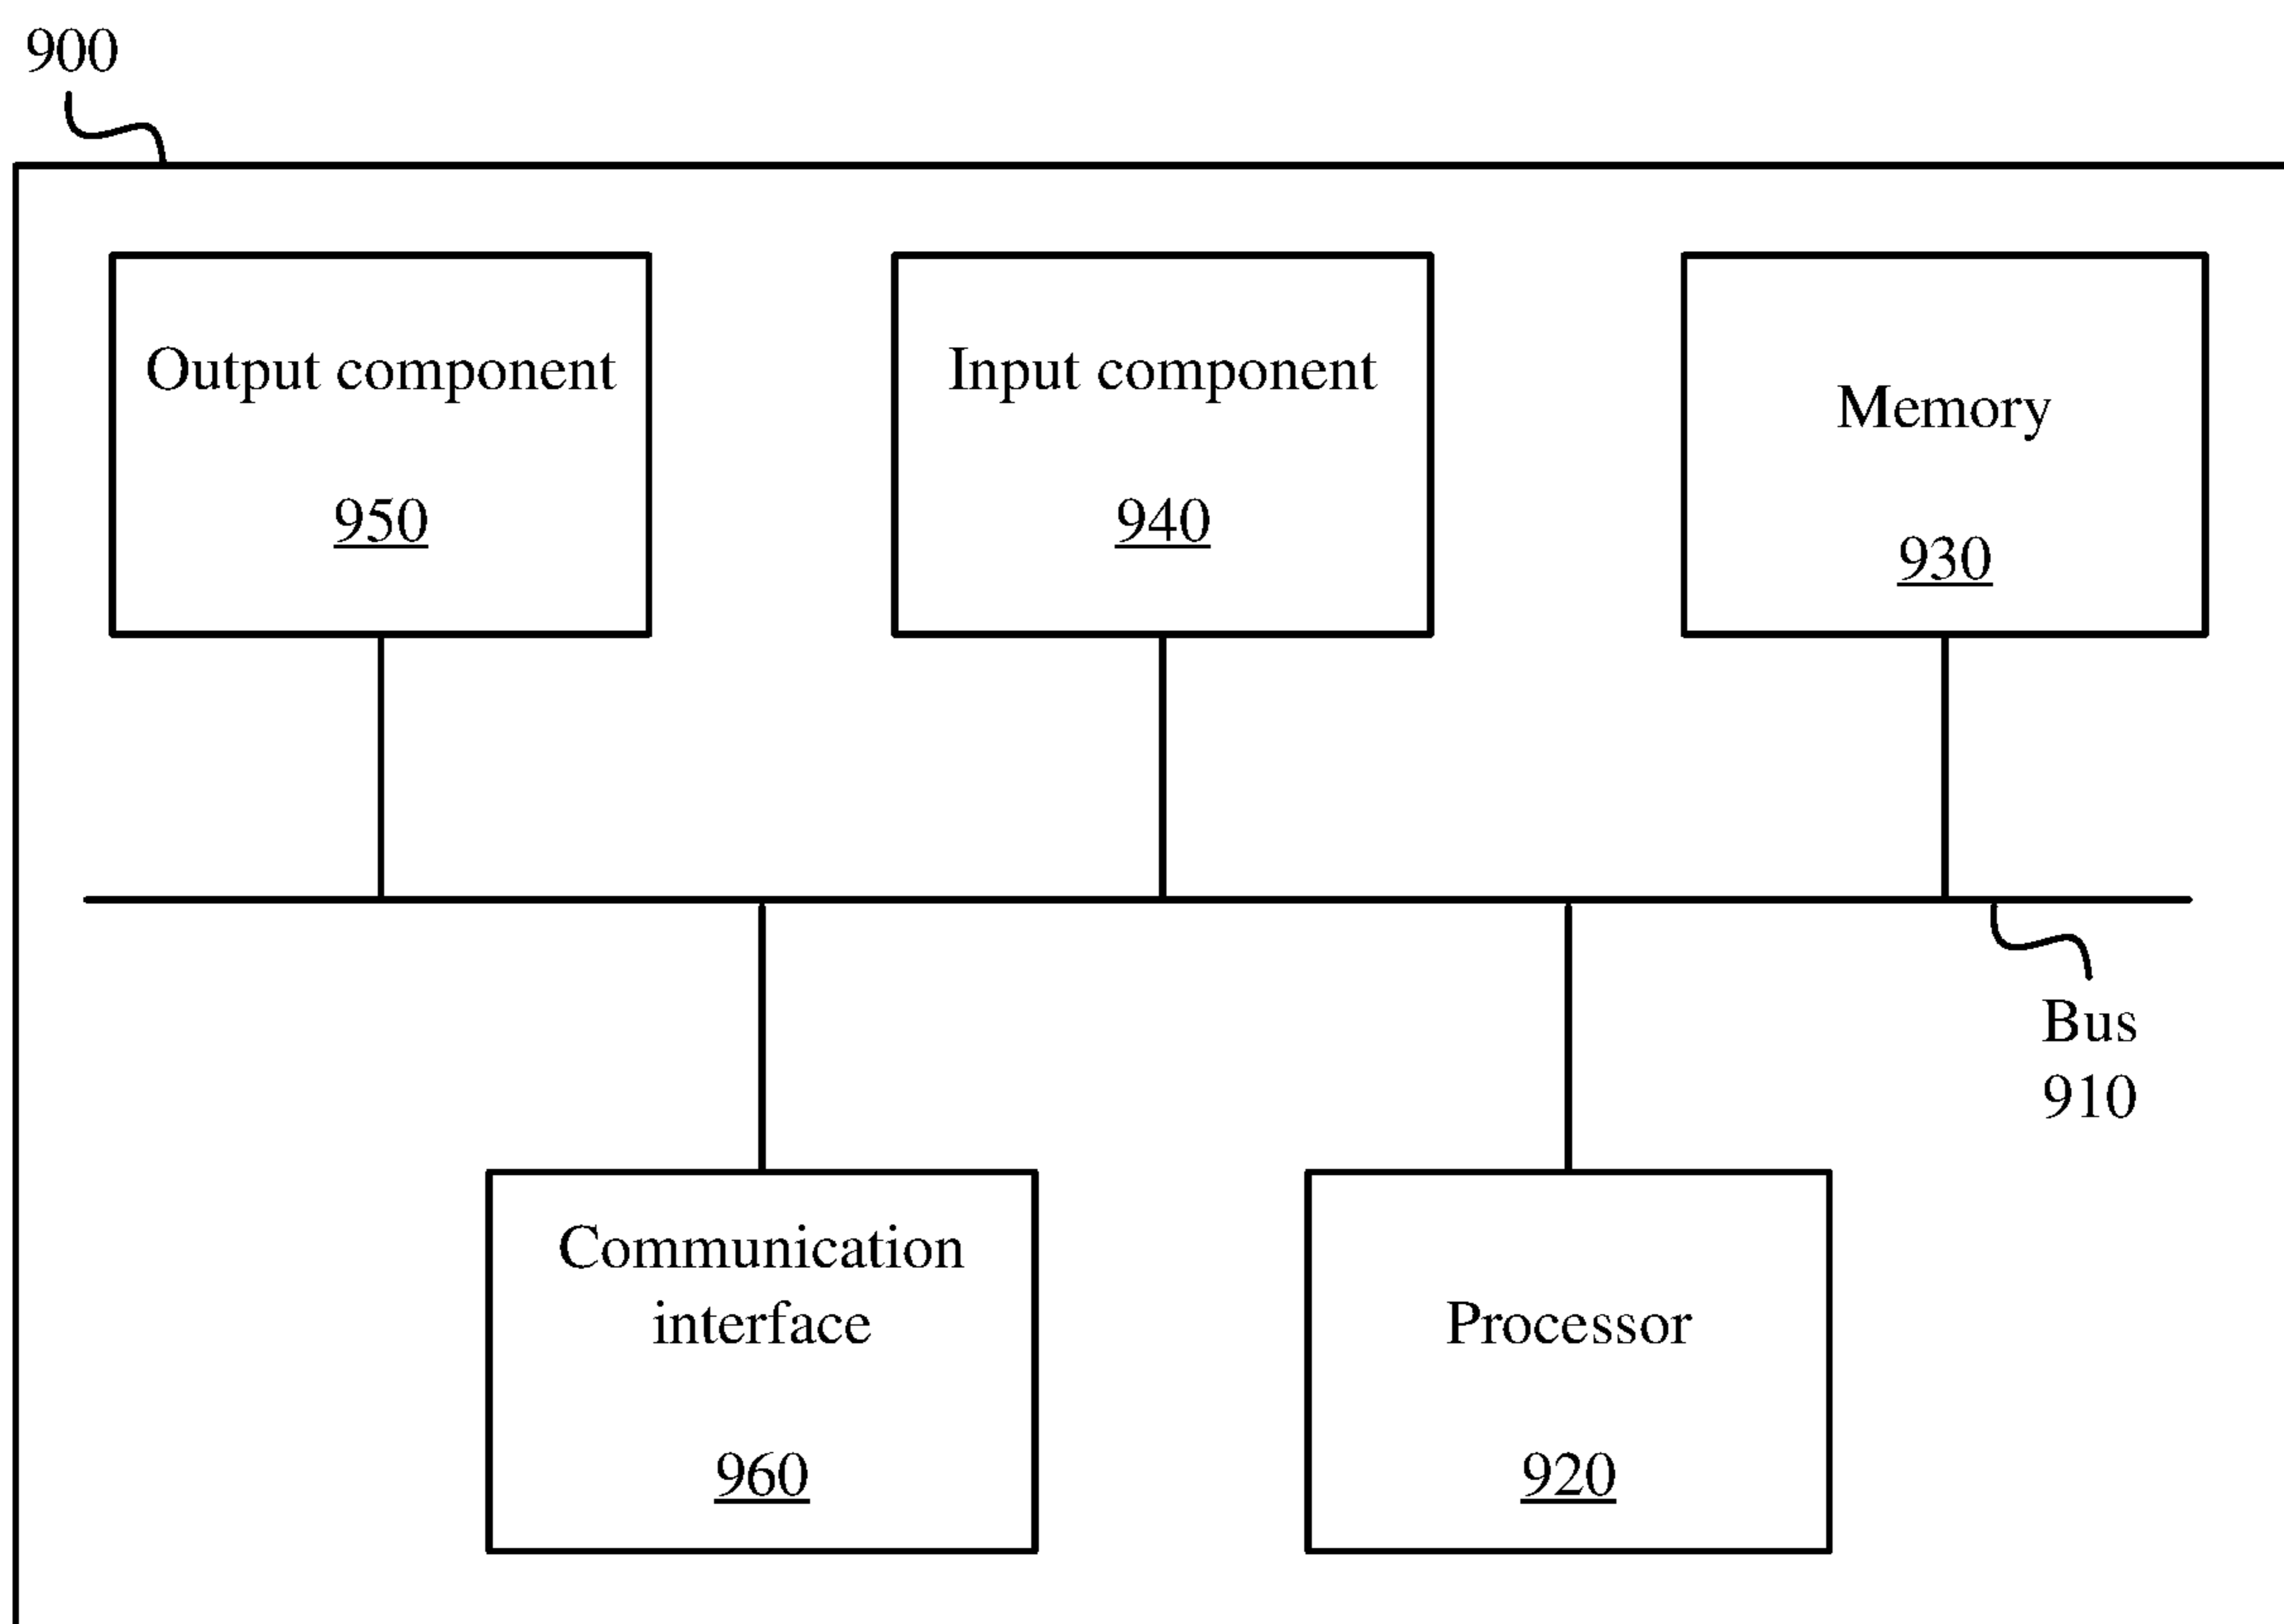 900
Output component
950
Input component
940
Memory
930
Bus
910
Communication
interface
960
Processor
920